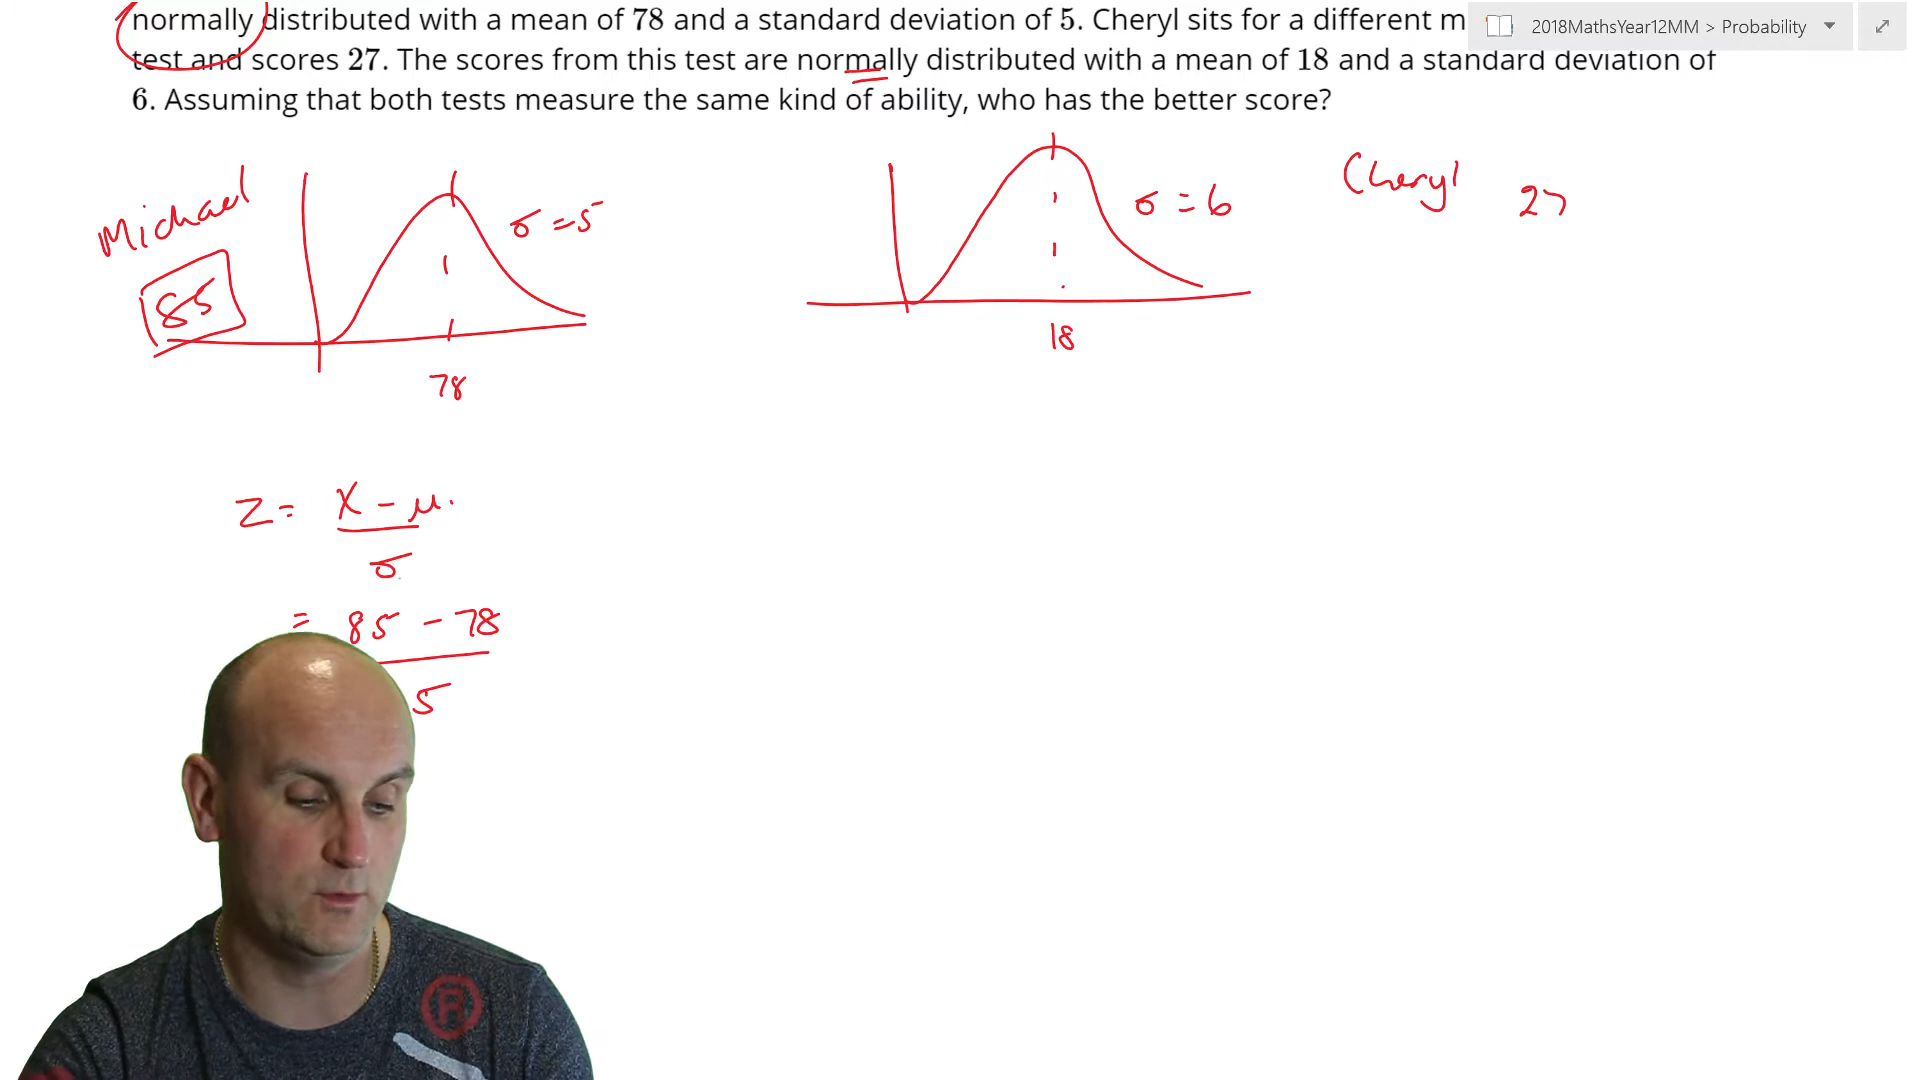 normally distributed with a mean of 78 and a standard deviation of 5. Cheryl sits for a different m
2018MathsYear12MM > Probability
test and scores 27. The scores from this test are normally distributed with a mean of 18 and a standard deviation of
6. Assuming that both tests measure the same kind of ability, who has the better score?
Michael
85
σ = 5
78
σ = 6
18
Cheryl 27
Z = X - μ
σ
= 85 - 78
5
R